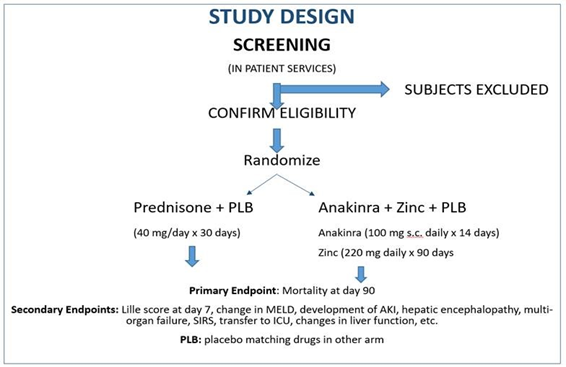 STUDY DESIGN
SCREENING
(IN PATIENT SERVICES)
SUBJECTS EXCLUDED
CONFIRM ELIGIBILITY
Randomize
Prednisone + PLB
(40 mg/day x 30 days)
Anakinra + Zinc + PLB
Anakinra (100 mg s.c. daily x 14 days)
Zinc (220 mg daily x 90 days
Primary Endpoint: Mortality at day 90
Secondary Endpoints: Lille score at day 7, change in MELD, development of AKI, hepatic encephalopathy, multi-
organ failure, SIRS, transfer to ICU, changes in liver function, etc.
PLB: placebo matching drugs in other arm